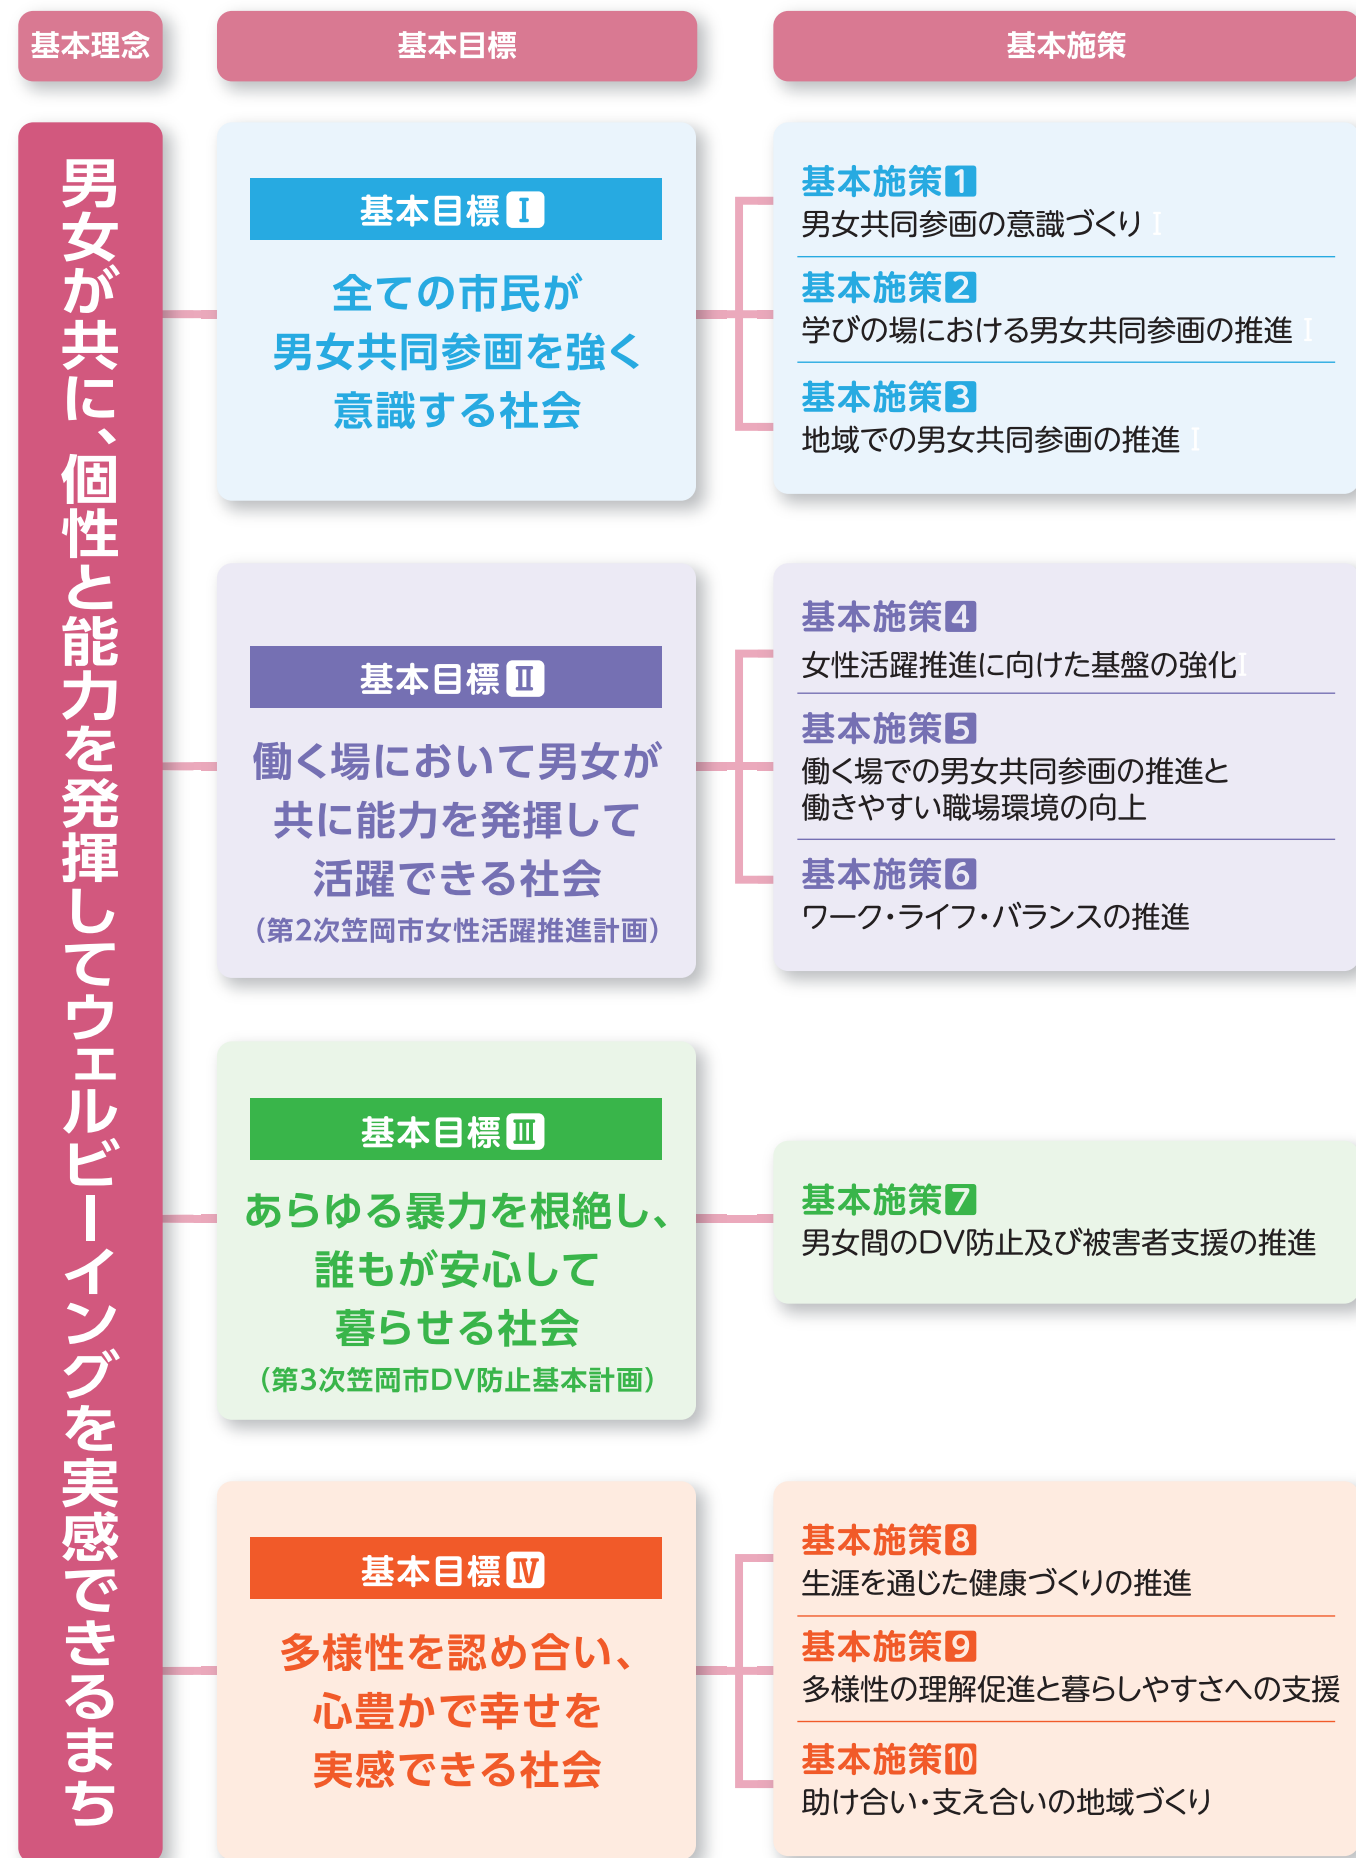 基本理念
基本目標
基本施策
男女が共に、個性と能力を発揮してウェルビーイングを実感できるまち
基本目標Ⅰ
全ての市民が
男女共同参画を強く
意識する社会
基本施策1
男女共同参画の意識づくり I
基本施策2
学びの場における男女共同参画の推進 I
基本施策3
地域での男女共同参画の推進 I
基本目標Ⅱ
働く場において男女が
共に能力を発揮して
活躍できる社会
（第2次笠岡市女性活躍推進計画）
基本施策4
女性活躍推進に向けた基盤の強化I
基本施策5
働く場での男女共同参画の推進と
働きやすい職場環境の向上
基本施策6
ワーク・ライフ・バランスの推進
基本目標Ⅲ
あらゆる暴力を根絶し、
誰もが安心して
暮らせる社会
（第3次笠岡市DV防止基本計画）
基本施策7
男女間のDV防止及び被害者支援の推進
基本目標Ⅳ
多様性を認め合い、
心豊かで幸せを
実感できる社会
基本施策8
生涯を通じた健康づくりの推進
基本施策9
多様性の理解促進と暮らしやすさへの支援
基本施策10
助け合い・支え合いの地域づくり